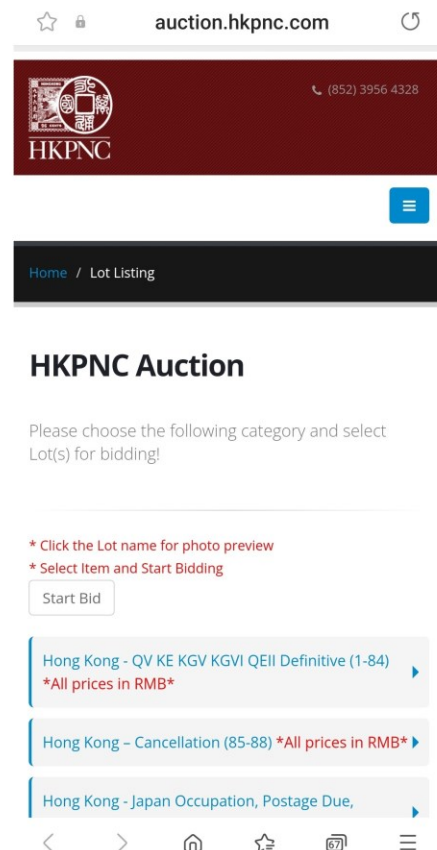 auction.hkpnc.com
(852) 3956 4328
HKPNC
Home / Lot Listing
HKPNC Auction
Please choose the following category and select
Lot(s) for bidding!
* Click the Lot name for photo preview
* Select Item and Start Bidding
Start Bid
Hong Kong - QV KE KGV KGVI QEII Definitive (1-84)
*All prices in RMB*
Hong Kong – Cancellation (85-88) *All prices in RMB*
Hong Kong - Japan Occupation, Postage Due,
67